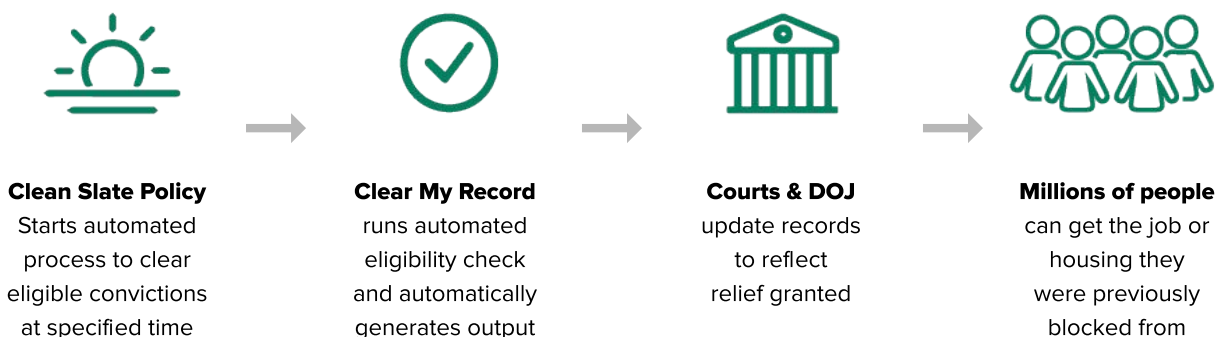 Clean Slate Policy
Starts automated
process to clear
eligible convictions
at specified time
Clear My Record
runs automated
eligibility check
and automatically
generates output
Courts & DOJ
update records
to reflect
relief granted
Millions of people
can get the job or
housing they
were previously
blocked from